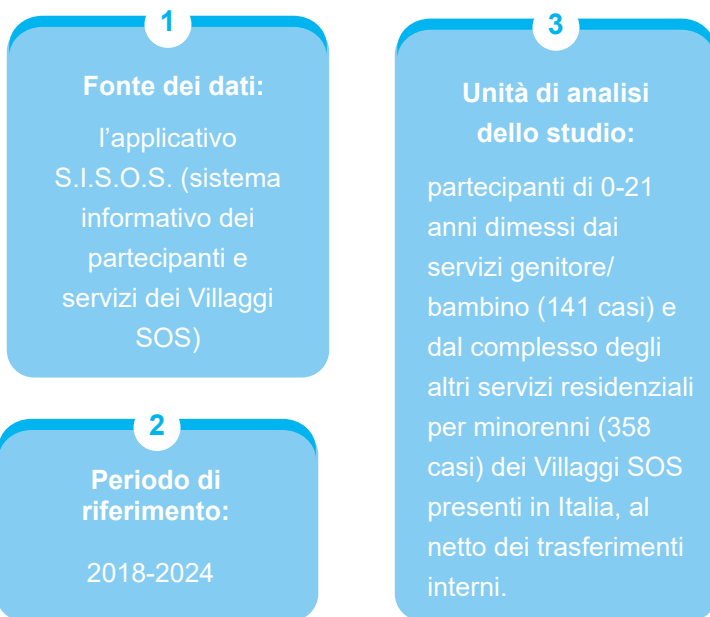 1
Fonte dei dati:
l’applicativo
S.I.S.O.S. (sistema
informativo dei
partecipanti e
servizi dei Villaggi
SOS)
2
Periodo di
riferimento:
2018-2024
3
Unità di analisi
dello studio:
partecipanti di 0-21
anni dimessi dai
servizi genitore/
bambino (141 casi) e
dal complesso degli
altri servizi residenziali
per minorenni (358
casi) dei Villaggi SOS
presenti in Italia, al
netto dei trasferimenti
interni.